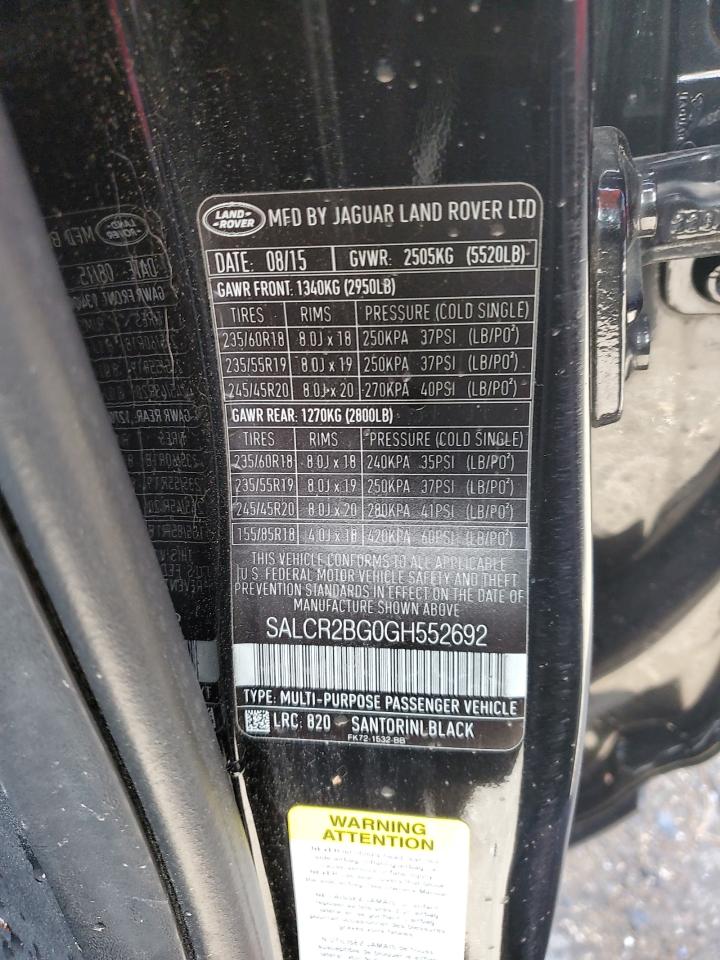 LAND-
-ROVER
MFD BY JAGUAR LAND ROVER LTD
DATE: 08/15 GVWR: 2505KG (5520LB)
GAWR FRONT: 1340KG (2950LB)
TIRES RIMS PRESSURE (COLD SINGLE)
235/60R18 8.0J x 18 250KPA 37PSI (LB/PO²)
235/55R19 8.0J x 19 250KPA 37PSI (LB/PO²)
245/45R20 8.0J x 20 270KPA 40PSI (LB/PO²)
GAWR REAR: 1270KG (2800LB)
TIRES RIMS PRESSURE (COLD SINGLE)
235/60R18 8.0J x 18 240KPA 35PSI (LB/PO²)
235/55R19 8.0J x 19 250KPA 37PSI (LB/PO²)
245/45R20 8.0J x 20 280KPA 41PSI (LB/PO²)
155/85R18 4.0J x 18 420KPA 60PSI (LB/PO²)
THIS VEHICLE CONFORMS TO ALL APPLICABLE
U.S. FEDERAL MOTOR VEHICLE SAFETY AND THEFT
PREVENTION STANDARDS IN EFFECT ON THE DATE
OF MANUFACTURE SHOWN ABOVE.
SALCR2BG0GH552692
TYPE: MULTI-PURPOSE PASSENGER VEHICLE
LRC: 820 SANTORINI.BLACK
FK72-1532-BB
WARNING
ATTENTION